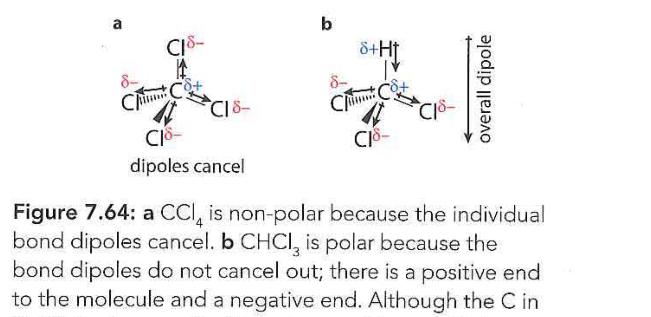 a
b
Clδ–
δ+H
δ–
Cδ+
Cl
Clδ–
Clδ–
δ–
Cδ+
Cl
Clδ–
Clδ–
overall dipole
dipoles cancel
Figure 7.64: a CCl₄ is non-polar because the individual
bond dipoles cancel. b CHCl₃ is polar because the
bond dipoles do not cancel out; there is a positive end
to the molecule and a negative end. Although the C in